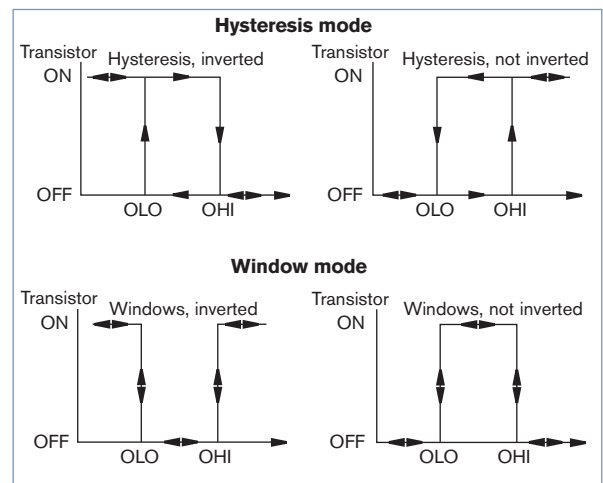 Hysteresis mode
Transistor
Hysteresis, inverted
ON
OFF
OLO OHI
Transistor
Hysteresis, not inverted
ON
OFF
OLO OHI
Window mode
Transistor
Windows, inverted
ON
OFF
OLO OHI
Transistor
Windows, not inverted
ON
OFF
OLO OHI